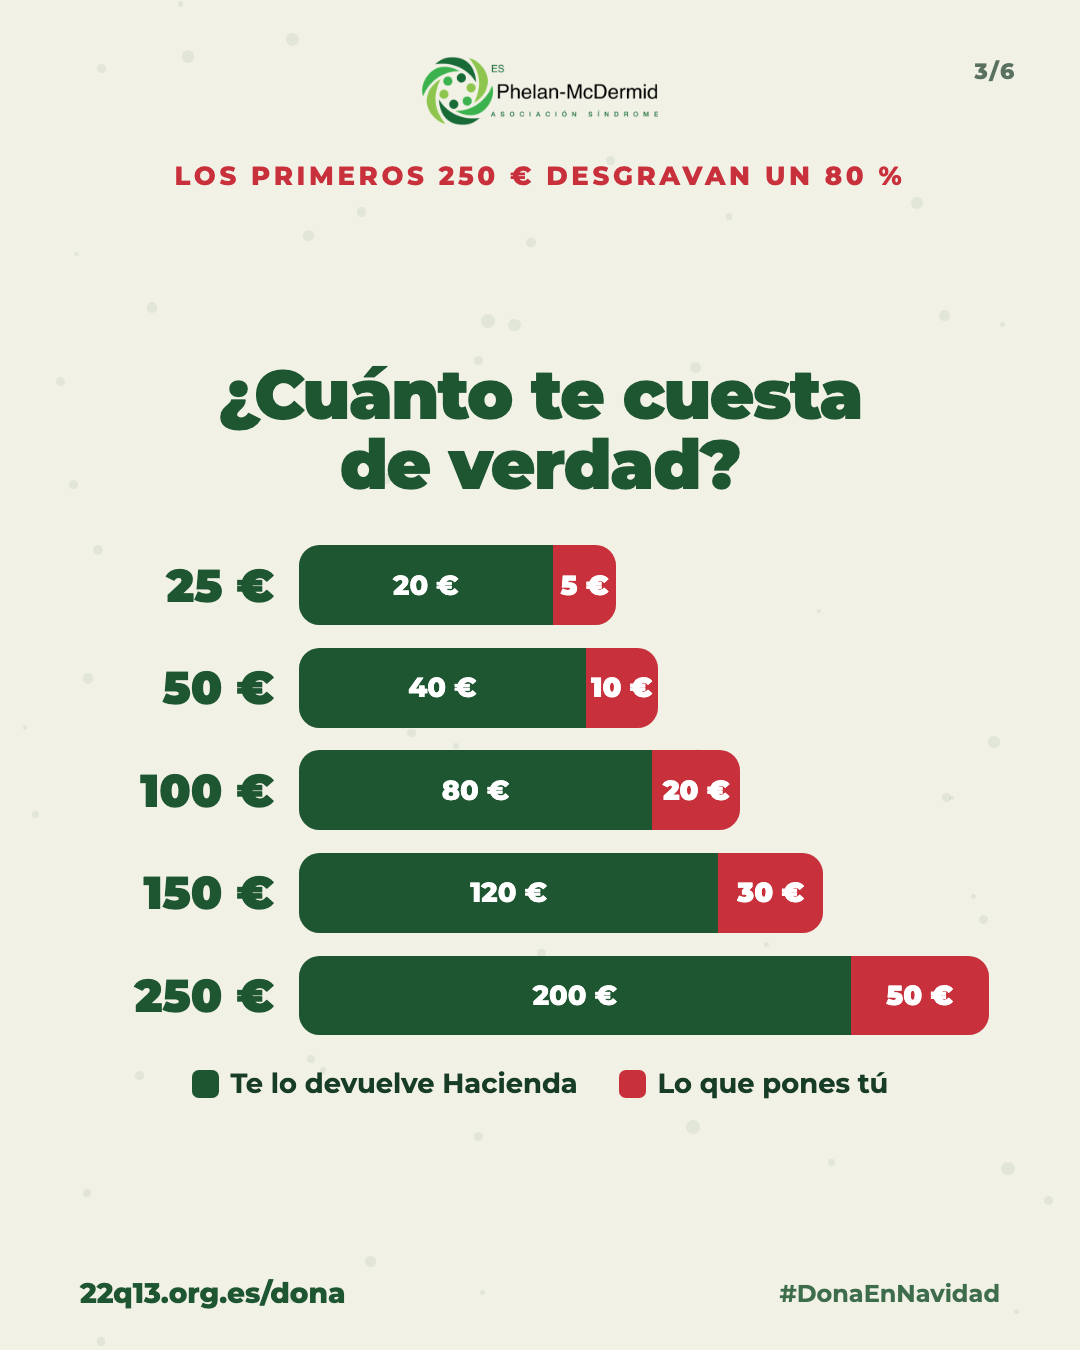 3/6
ES
Phelan-McDermid
ASOCIACIÓN SÍNDROME
LOS PRIMEROS 250 € DESGRAVAN UN 80 %
¿Cuánto te cuesta
de verdad?
25 € 20 € 5 €
50 € 40 € 10 €
100 € 80 € 20 €
150 € 120 € 30 €
250 € 200 € 50 €
Te lo devuelve Hacienda Lo que pones tú
22q13.org.es/dona #DonaEnNavidad